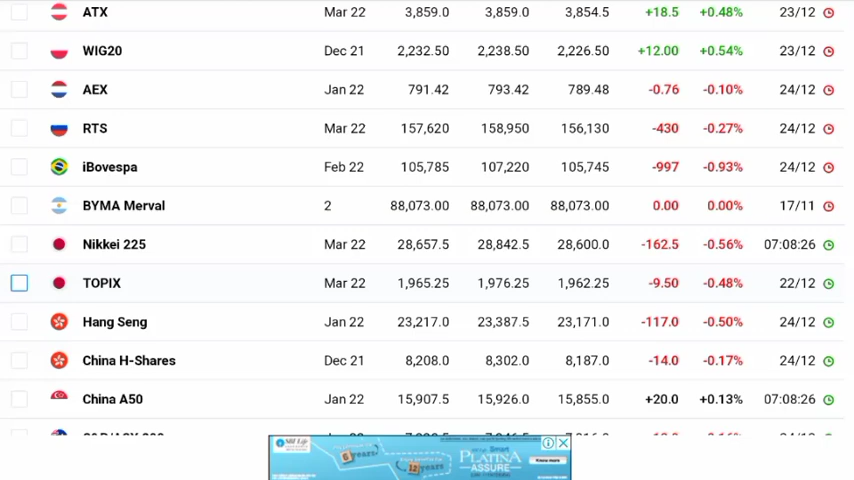 ATX Mar 22 3,859.0 3,859.0 3,854.5 +18.5 +0.48% 23/12
WIG20 Dec 21 2,232.50 2,238.50 2,226.50 +12.00 +0.54% 23/12
AEX Jan 22 791.42 793.42 789.48 -0.76 -0.10% 24/12
RTS Mar 22 157,620 158,950 156,130 -430 -0.27% 24/12
iBovespa Feb 22 105,785 107,220 105,745 -997 -0.93% 24/12
BYMA Merval 2 88,073.00 88,073.00 88,073.00 0.00 0.00% 17/11
Nikkei 225 Mar 22 28,657.5 28,842.5 28,600.0 -162.5 -0.56% 07:08:26
TOPIX Mar 22 1,965.25 1,976.25 1,962.25 -9.50 -0.48% 22/12
Hang Seng Jan 22 23,217.0 23,387.5 23,171.0 -117.0 -0.50% 24/12
China H-Shares Dec 21 8,208.0 8,302.0 8,187.0 -14.0 -0.17% 24/12
China A50 Jan 22 15,907.5 15,926.0 15,855.0 +20.0 +0.13% 07:08:26
SBI Life
6 years
12 years
Smart
PLATINA
ASSURE
Know more